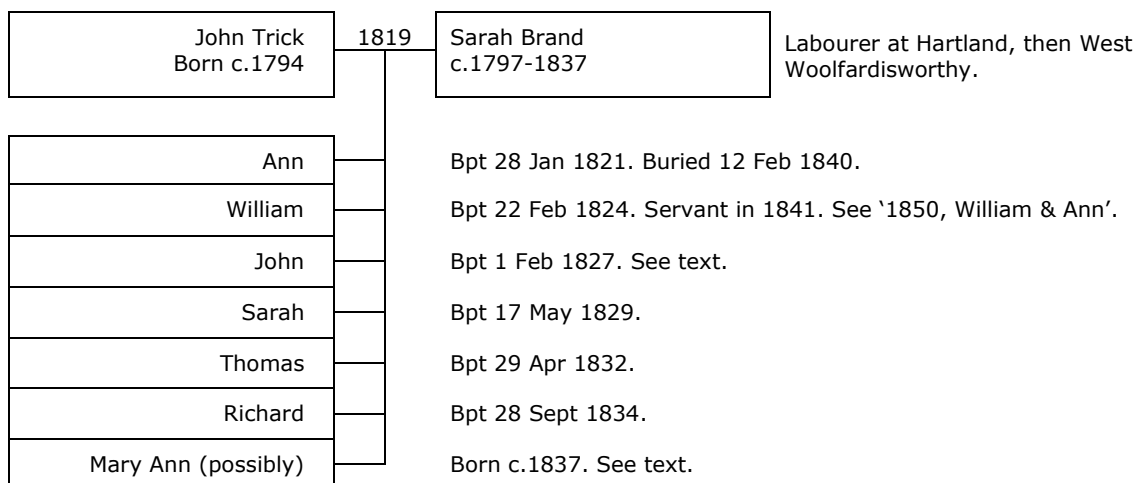 John Trick
Born c.1794
1819
Sarah Brand
c.1797-1837
Labourer at Hartland, then West
Woolfardisworthy.
Ann
Bpt 28 Jan 1821. Buried 12 Feb 1840.
William
Bpt 22 Feb 1824. Servant in 1841. See ‘1850, William & Ann’.
John
Bpt 1 Feb 1827. See text.
Sarah
Bpt 17 May 1829.
Thomas
Bpt 29 Apr 1832.
Richard
Bpt 28 Sept 1834.
Mary Ann (possibly)
Born c.1837. See text.